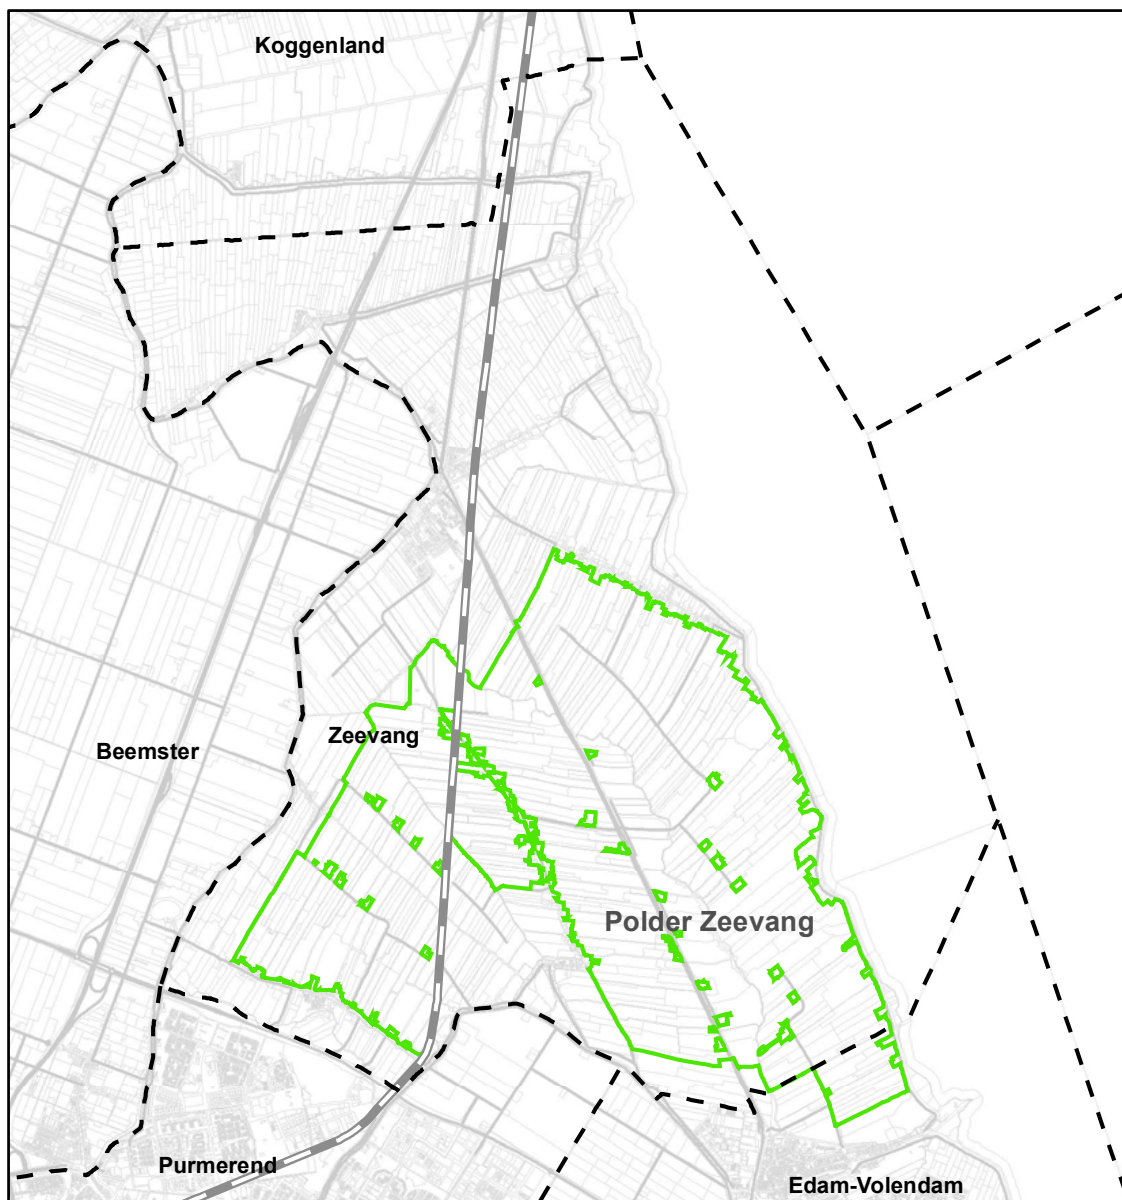 Koggenland
Zeevang
Beemster
Polder Zeevang
Purmerend
Edam-Volendam